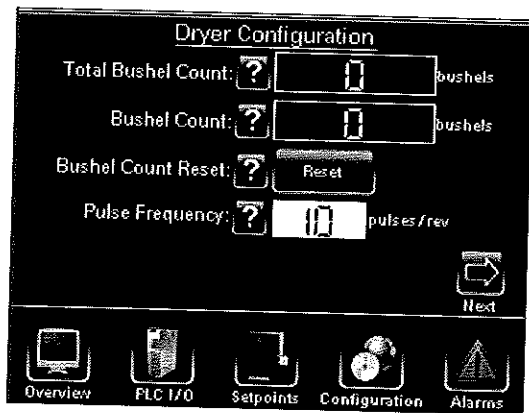 Dryer Configuration
Total Bushel Count: ? 0 bushels
Bushel Count: ? 0 bushels
Bushel Count Reset: ? Reset
Pulse Frequency: ? 10 pulses/rev
Next
Overview PLC I/O Setpoints Configuration Alarms